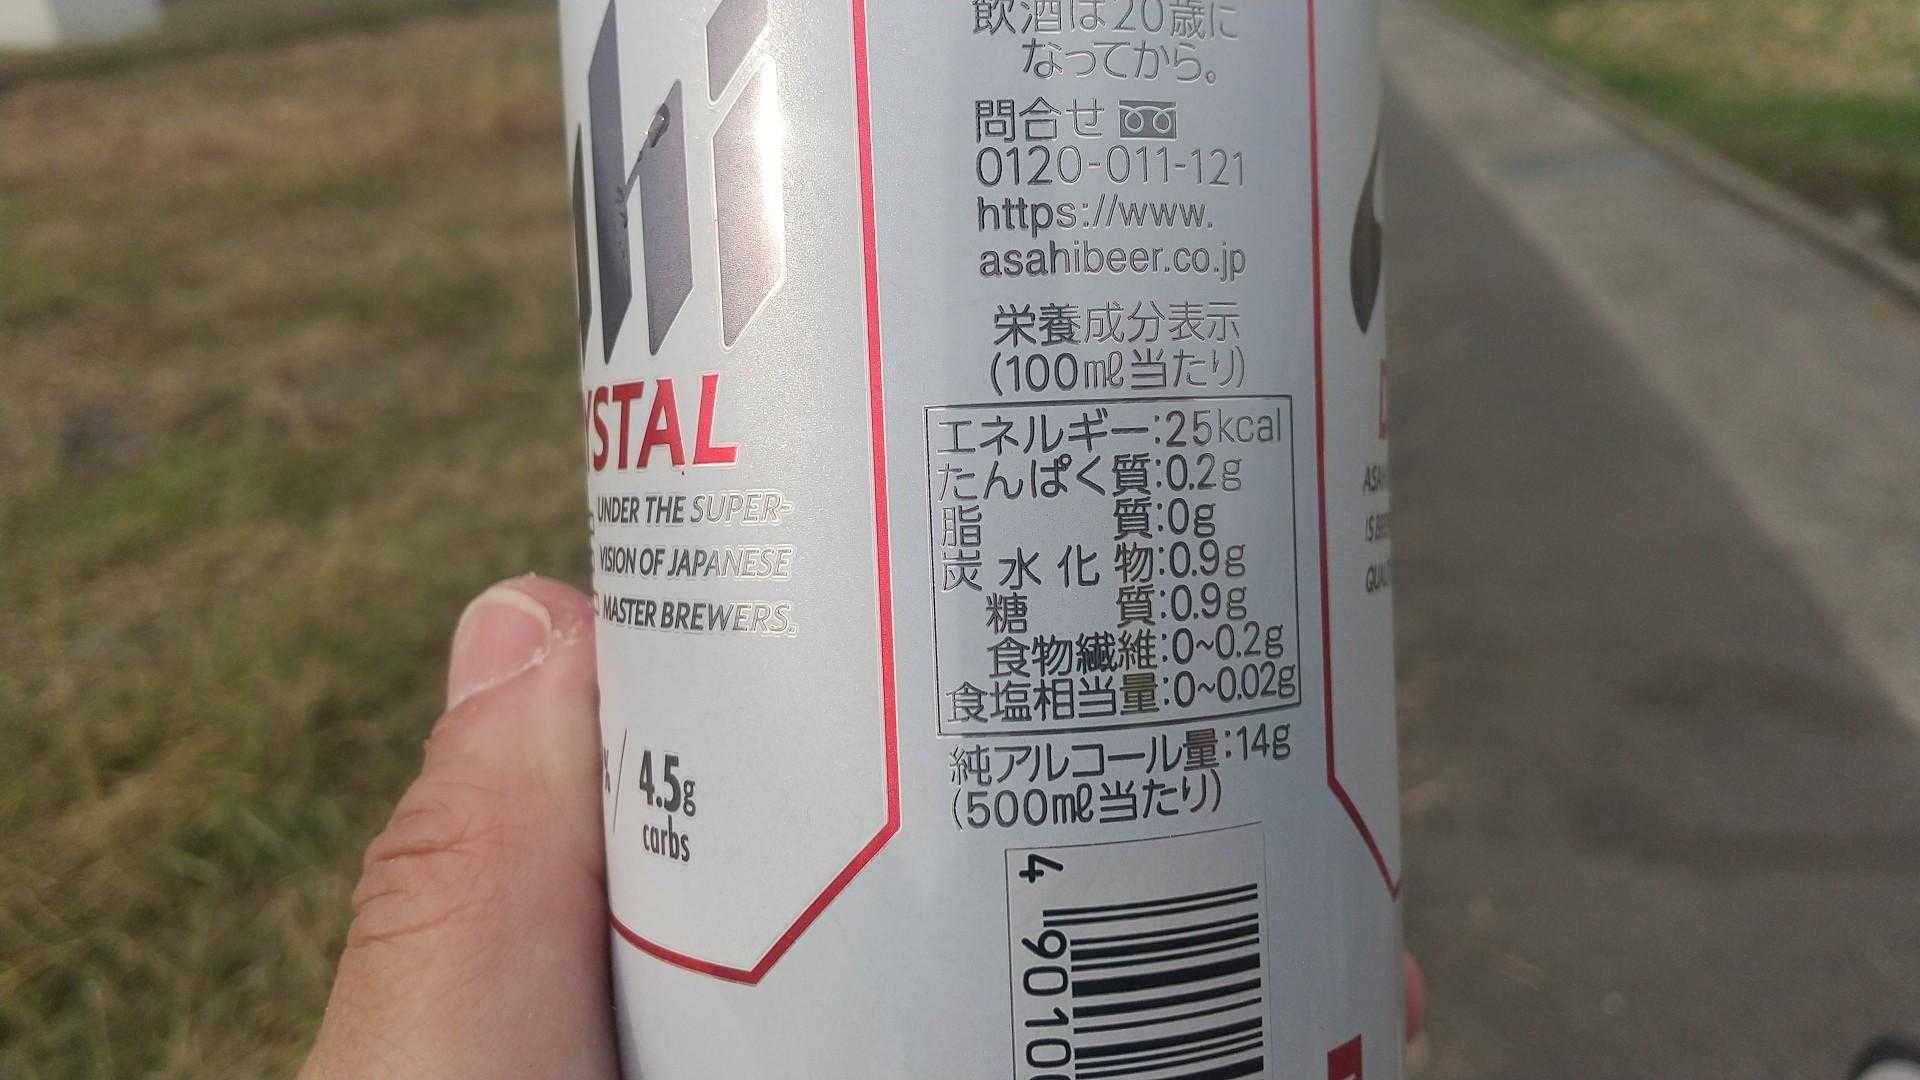 hi
YSTAL
UNDER THE SUPER-
VISION OF JAPANESE
MASTER BREWERS.
%/ 4.5g
carbs
飲酒は20歳に
なってから。
問合せ
0120-011-121
https://www.
asahibeer.co.jp
栄養成分表示
(100㎖当たり)
エネルギー:25kcal
たんぱく質:0.2g
脂質:0g
炭水化物:0.9g
糖質:0.9g
食物繊維:0~0.2g
食塩相当量:0~0.02g
純アルコール量:14g
(500㎖当たり)
4 9010